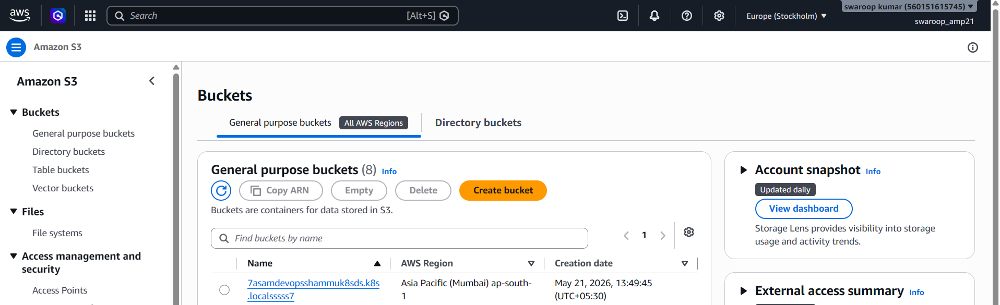 aws
Search [Alt+S]
Europe (Stockholm)
swaroop kumar (560151615745)
swaroop_amp21
Amazon S3
Amazon S3
Buckets
General purpose buckets
Directory buckets
Table buckets
Vector buckets
Files
File systems
Access management and
security
Access Points
Buckets
General purpose buckets All AWS Regions
Directory buckets
General purpose buckets (8) Info
Copy ARN
Empty
Delete
Create bucket
Buckets are containers for data stored in S3.
Find buckets by name
1
Name AWS Region Creation date
7asamdevopsshammuk8sds.k8s
.localsssss7
Asia Pacific (Mumbai) ap-south-
1
May 21, 2026, 13:49:45
(UTC+05:30)
Account snapshot Info
Updated daily
View dashboard
Storage Lens provides visibility into storage
usage and activity trends.
External access summary Info